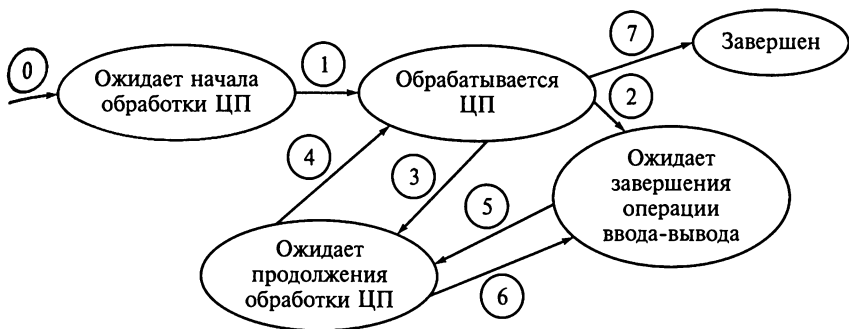 0
Ожидает начала
обработки ЦП
1
Обрабатывается
ЦП
7
Завершен
2
Ожидает
завершения
операции
ввода-вывода
4
3
5
Ожидает
продолжения
обработки ЦП
6